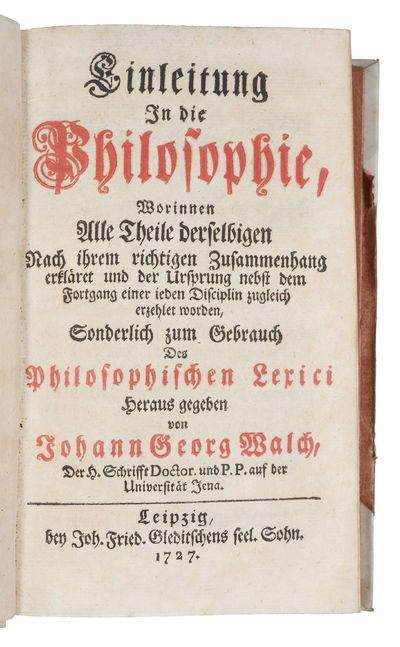 Einleitung
In die
Philosophie,
Worinnen
Alle Theile derselbigen
Nach ihrem richtigen Zusammenhang
erkläret und der Ursprung nebst dem
Fortgang einer ieden Disciplin zugleich
erzehlet worden,
Sonderlich zum Gebrauch
Des
Philosophischen Lexici
Heraus gegeben
von
Johann Georg Walch,
Der H. Schrifft Doctor. und P. P. auf der
Universität Jena.
Leipzig,
bey Joh. Fried. Gleditschens seel. Sohn.
1727.